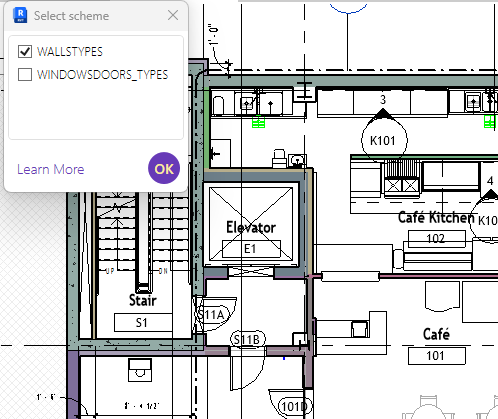 Select scheme
WALLSTYPES
WINDOWSDOORS_TYPES
Learn More
OK
1'- 0"
3
K101
4
K10
Elevator
E1
Café Kitchen
102
UP
DN
Stair
S1
S11A
S11B
Café
101
1'- 6"
8'- 4 1/2"
101D